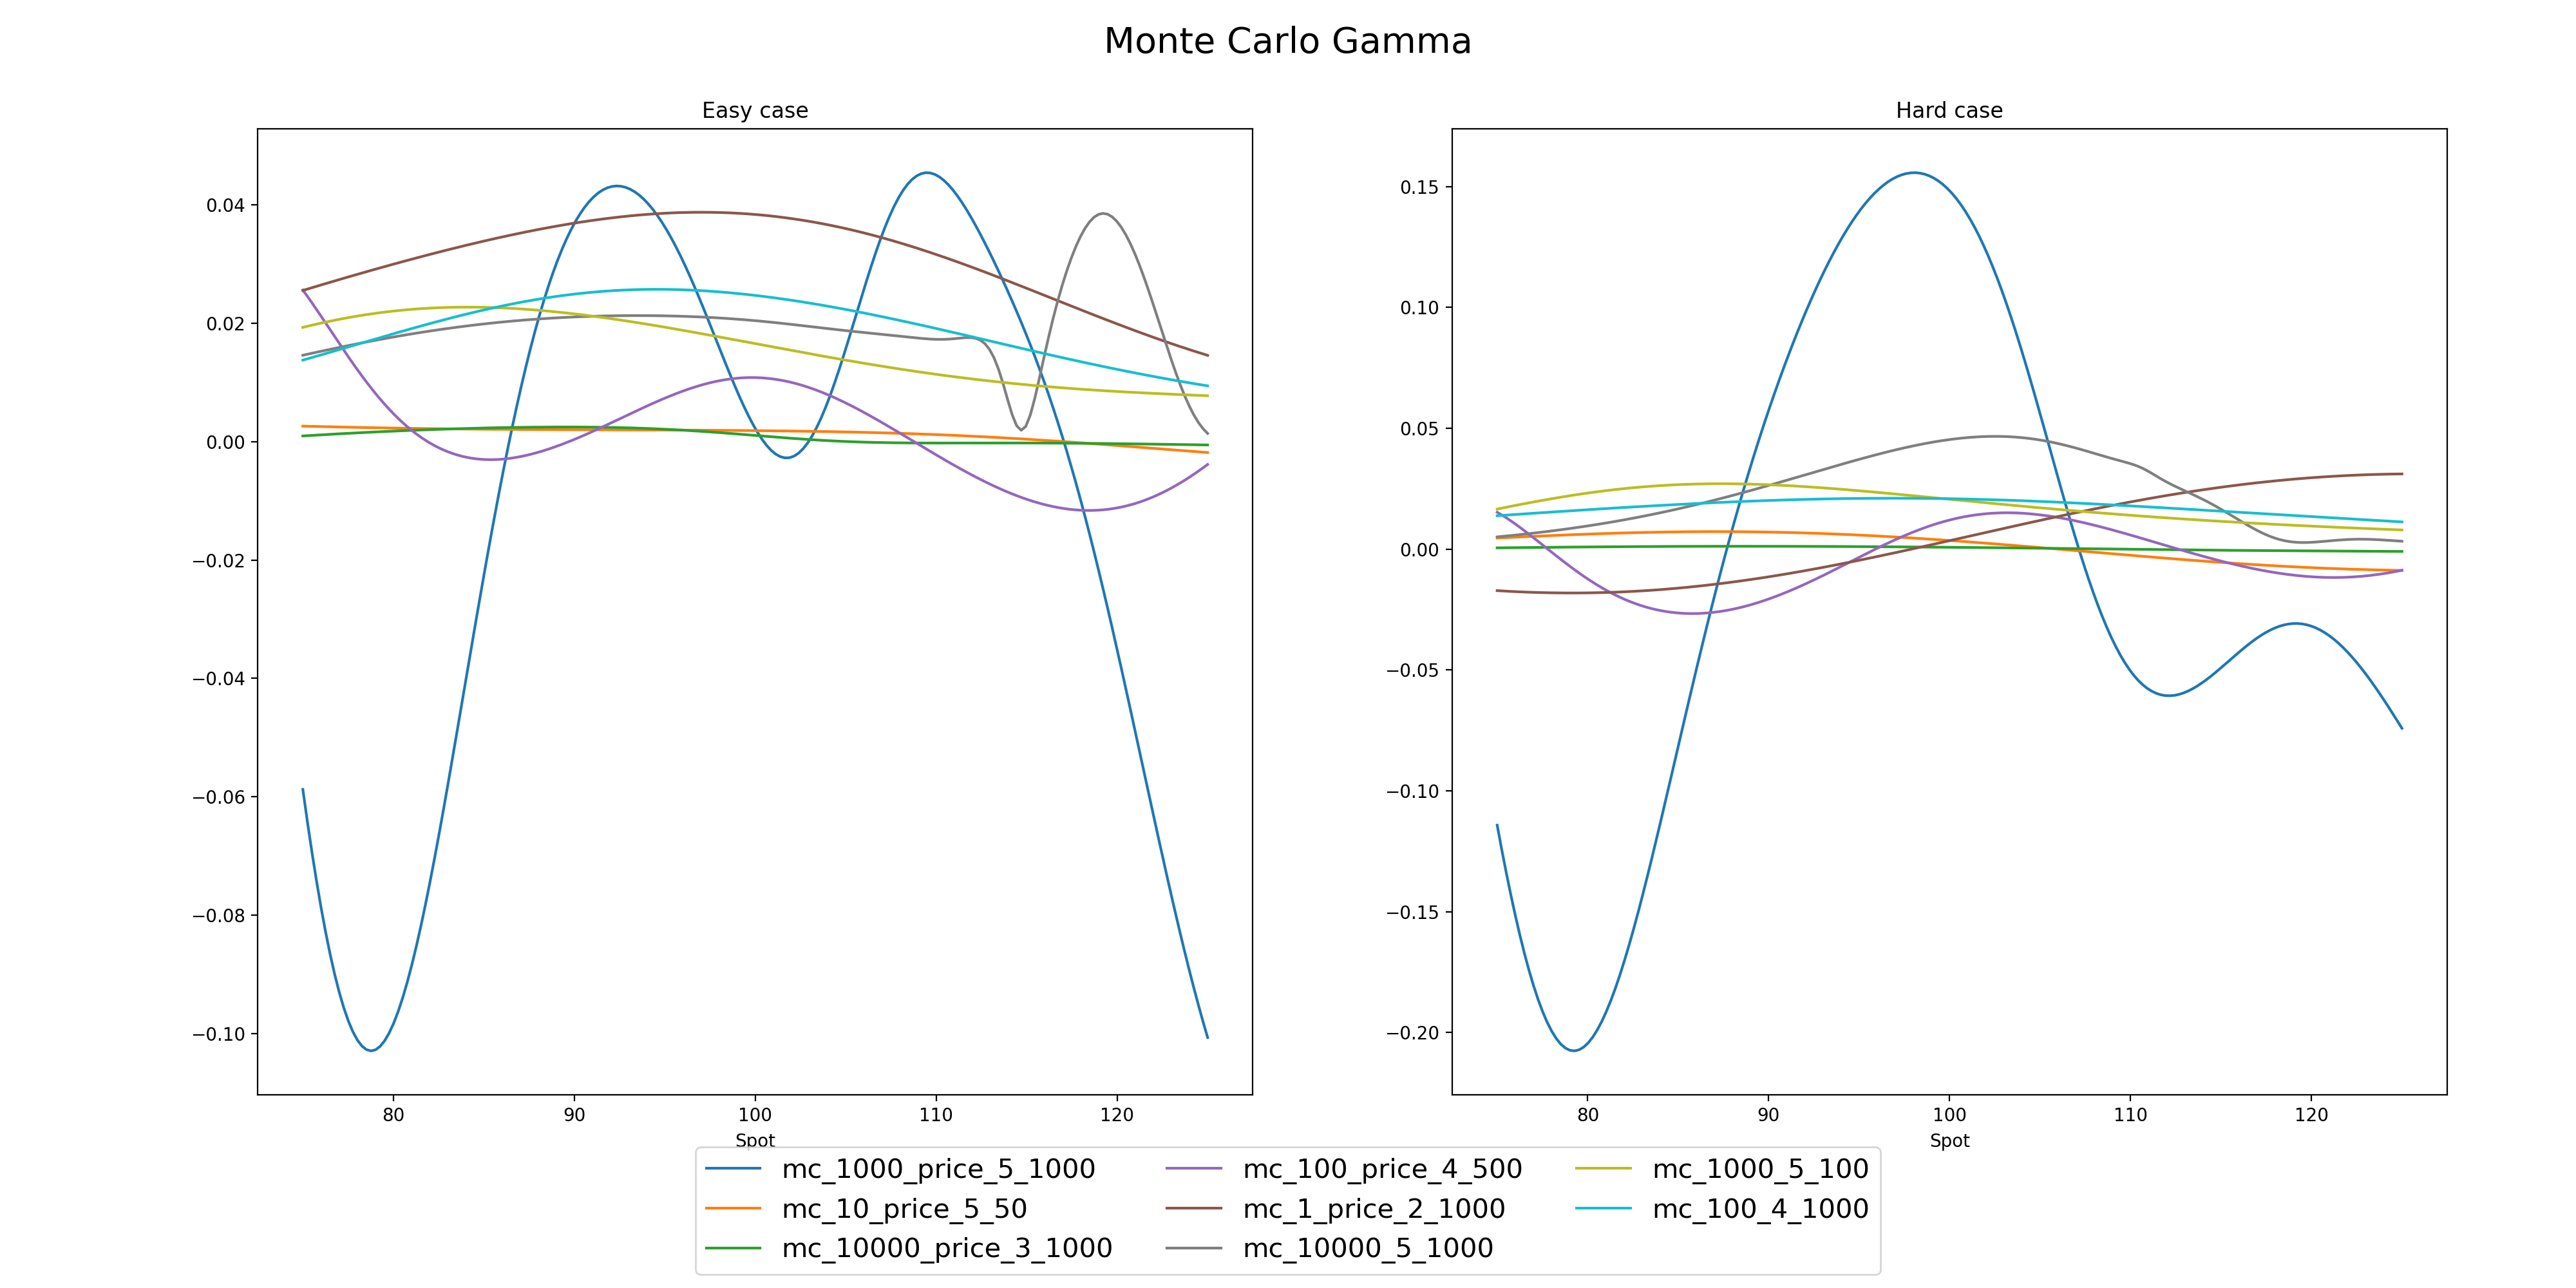 Monte Carlo Gamma
Easy case
0.04
0.02
0.00
−0.02
−0.04
−0.06
−0.08
−0.10
80 90 100 110 120
Spot
Hard case
0.15
0.10
0.05
0.00
−0.05
−0.10
−0.15
−0.20
80 90 100 110 120
Spot
mc_1000_price_5_1000
mc_10_price_5_50
mc_10000_price_3_1000
mc_100_price_4_500
mc_1_price_2_1000
mc_10000_5_1000
mc_1000_5_100
mc_100_4_1000